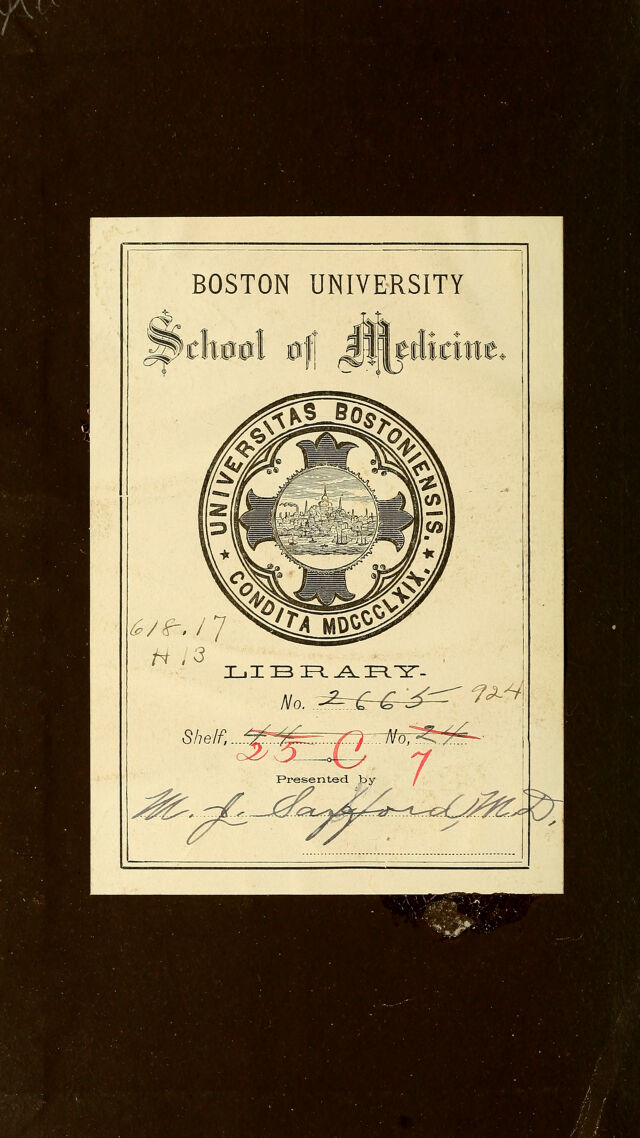 BOSTON UNIVERSITY
School of Medicine.
UNIVERSITAS BOSTONIENSIS.
★ CONDITA MDCCCLXIX. ★
618.17
H 13
LIBRARY.
No. 2665 924
Shelf, 44 No, 24
25 C 7
Presented by
M. J. Safford, M.D.